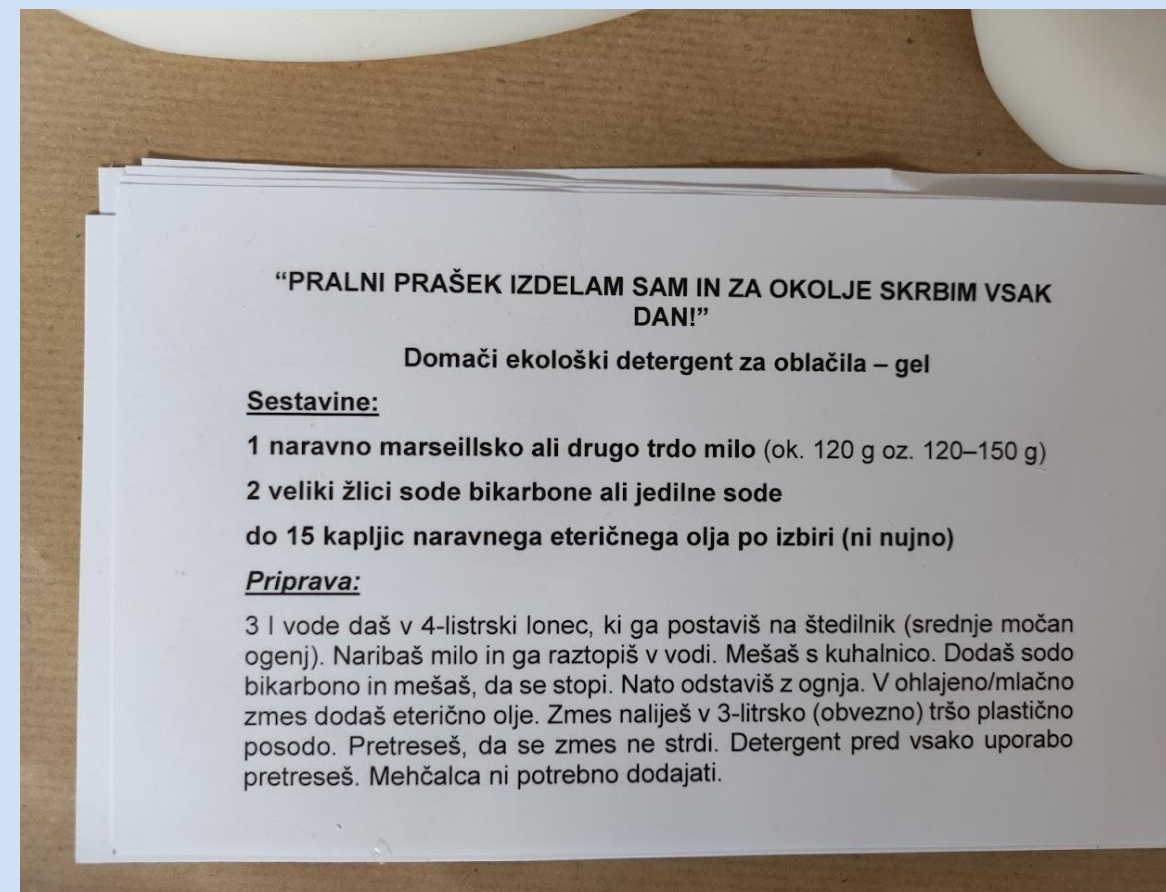 “PRALNI PRAŠEK IZDELAM SAM IN ZA OKOLJE SKRBIM VSAK
DAN!”
Domači ekološki detergent za oblačila – gel
Sestavine:
1 naravno marseillsko ali drugo trdo milo (ok. 120 g oz. 120–150 g)
2 veliki žlici sode bikarbone ali jedilne sode
do 15 kapljic naravnega eteričnega olja po izbiri (ni nujno)
Priprava:
3 l vode daš v 4-listrski lonec, ki ga postaviš na štedilnik (srednje močan
ogenj). Naribaš milo in ga raztopiš v vodi. Mešaš s kuhalnico. Dodaš sodo
bikarbono in mešaš, da se stopi. Nato odstaviš z ognja. V ohlajeno/mlačno
zmes dodaš eterično olje. Zmes naliješ v 3-litrsko (obvezno) tršo plastično
posodo. Pretreseš, da se zmes ne strdi. Detergent pred vsako uporabo
pretreseš. Mehčalca ni potrebno dodajati.